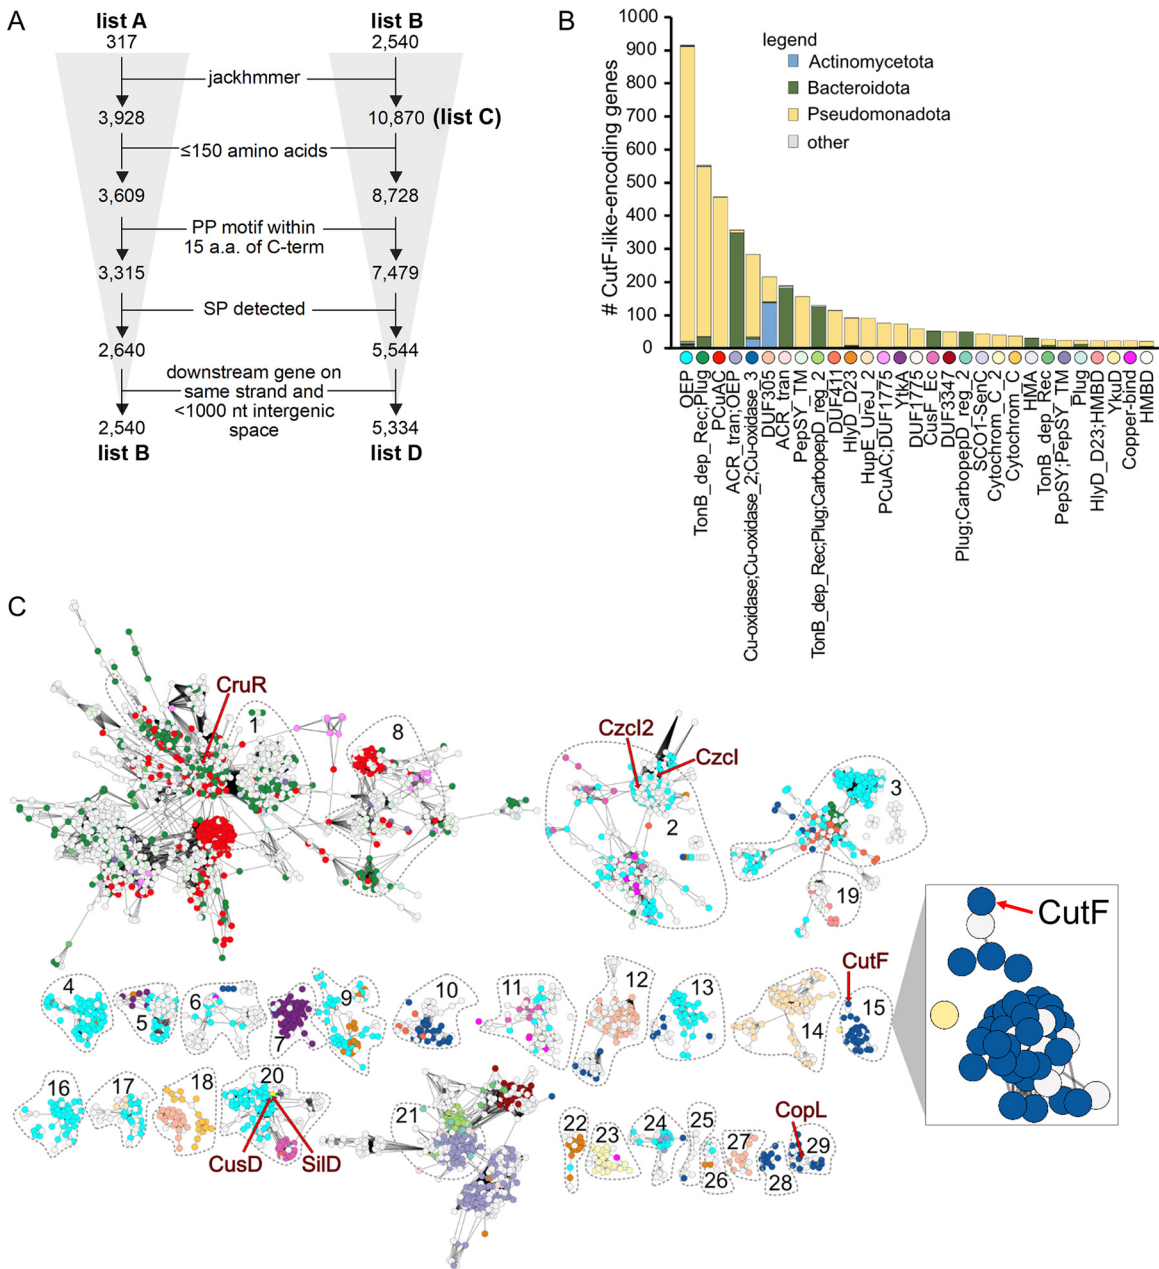 A
list A
317
list B
2,540
jackhmmer
3,928
10,870 (list C)
≤150 amino acids
3,609
8,728
PP motif within
15 a.a. of C-term
3,315
7,479
SP detected
2,640
5,544
downstream gene on
same strand and
<1000 nt intergenic
space
2,540
list B
5,334
list D
B
# CutF-like-encoding genes
1000
900
800
700
600
500
400
300
200
100
0
legend
Actinomycetota
Bacteroidota
Pseudomonadota
other
OEP
TonB_dep_Rec;Plug
PCuAC
ACR_tran;OEP
Cu-oxidase;Cu-oxidase_2;Cu-oxidase_3
DUF305
ACR_tran
PepSY_TM
TonB_dep_Rec;Plug;CarbopepD_reg_2
DUF411
HlyD_D23
HupE_UreJ_2
PCuAC;DUF1775
YtkA
DUF1775
CusF_Ec
DUF3347
Plug;CarbopepD_reg_2
SCO1-SenC
Cytochrom_C_2
Cytochrom_C
HMA
TonB_dep_Rec
PepSY;PepSY_TM
Plug
HlyD_D23;HMBD
YkuD
Copper-bind
HMBD
C
CruR
1
8
CzcI2
CzcI
2
3
19
CutF
4
5
6
7
9
10
11
12
13
14
CutF
15
16
17
18
20
CusD
SilD
21
22
23
24
25
26
27
28
CopL
29